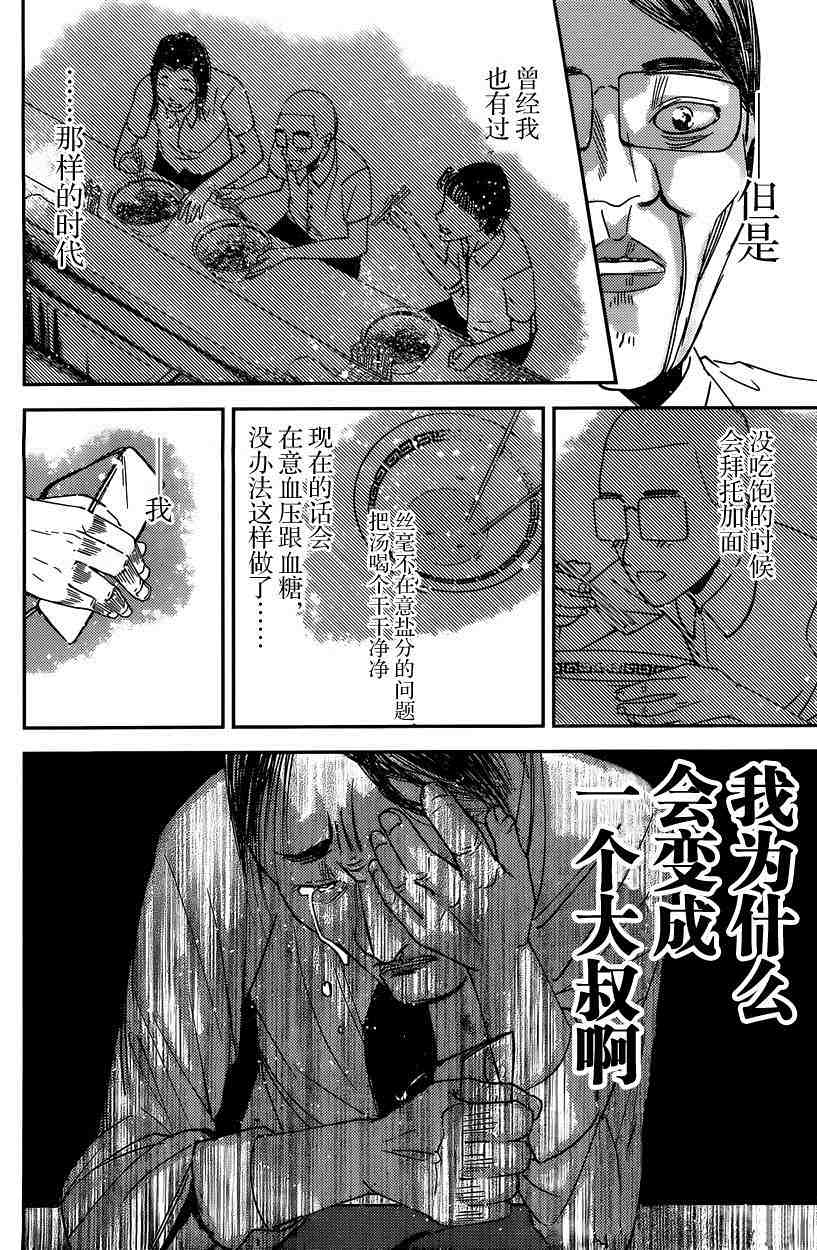 ——但是
曾经我
也有过
……那样的时代
没吃饱的时候
会拜托加面
丝毫不在意盐分的问题，
把汤喝个干干净净
现在的话会
在意血压跟血糖，
没办法这样做了……
我
我为什么
会变成
一个大叔啊